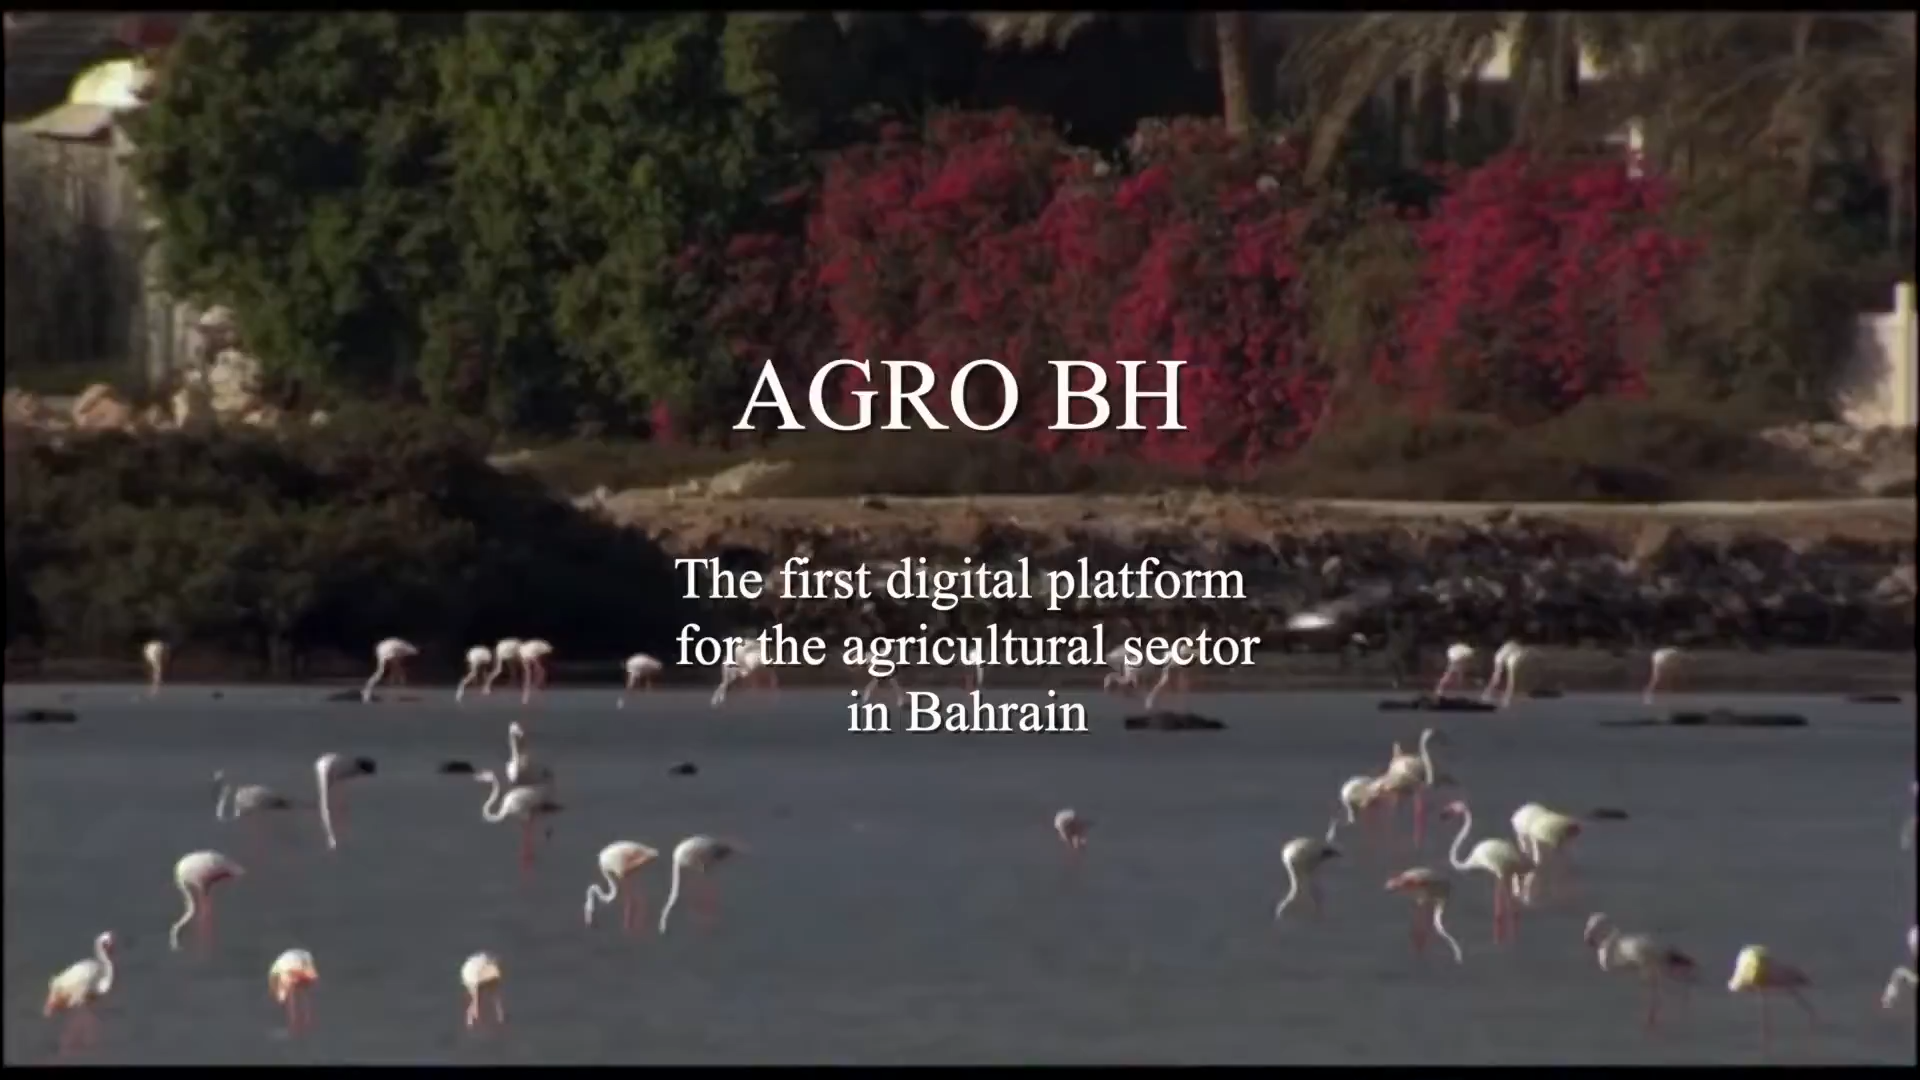 AGRO BH
The first digital platform
for the agricultural sector
in Bahrain